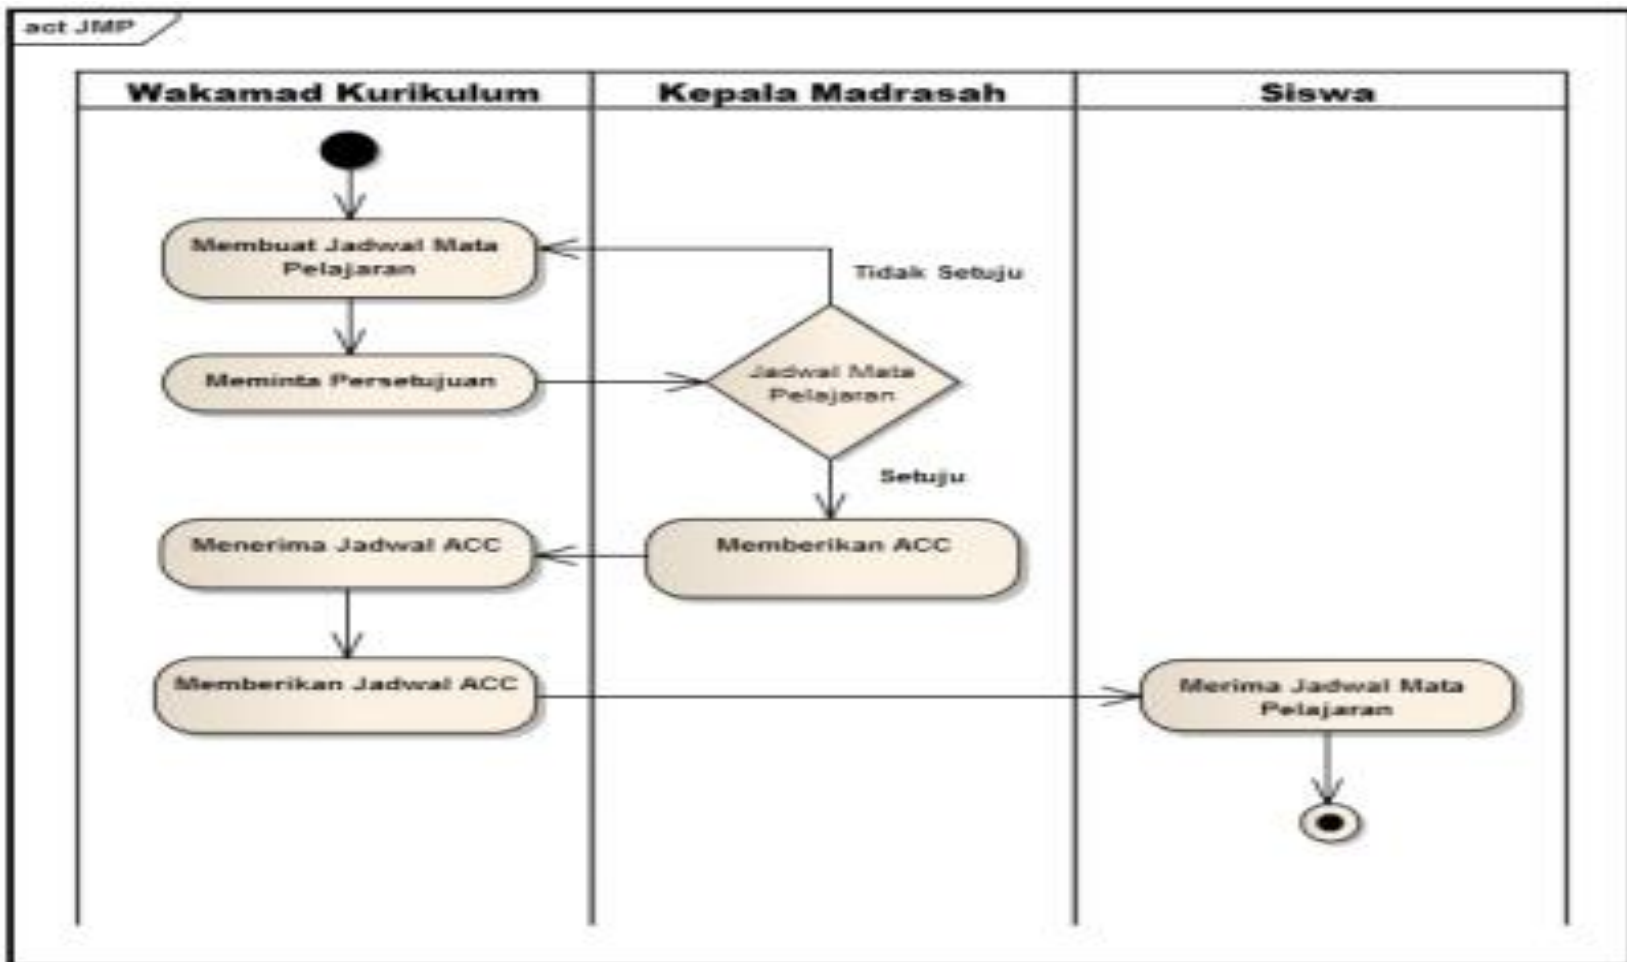 act JMP
Wakamad Kurikulum
Kepala Madrasah
Siswa
Membuat Jadwal Mata
Pelajaran
Tidak Setuju
Meminta Persetujuan
Jadwal Mata
Pelajaran
Setuju
Menerima Jadwal ACC
Memberikan ACC
Memberikan Jadwal ACC
Merima Jadwal Mata
Pelajaran